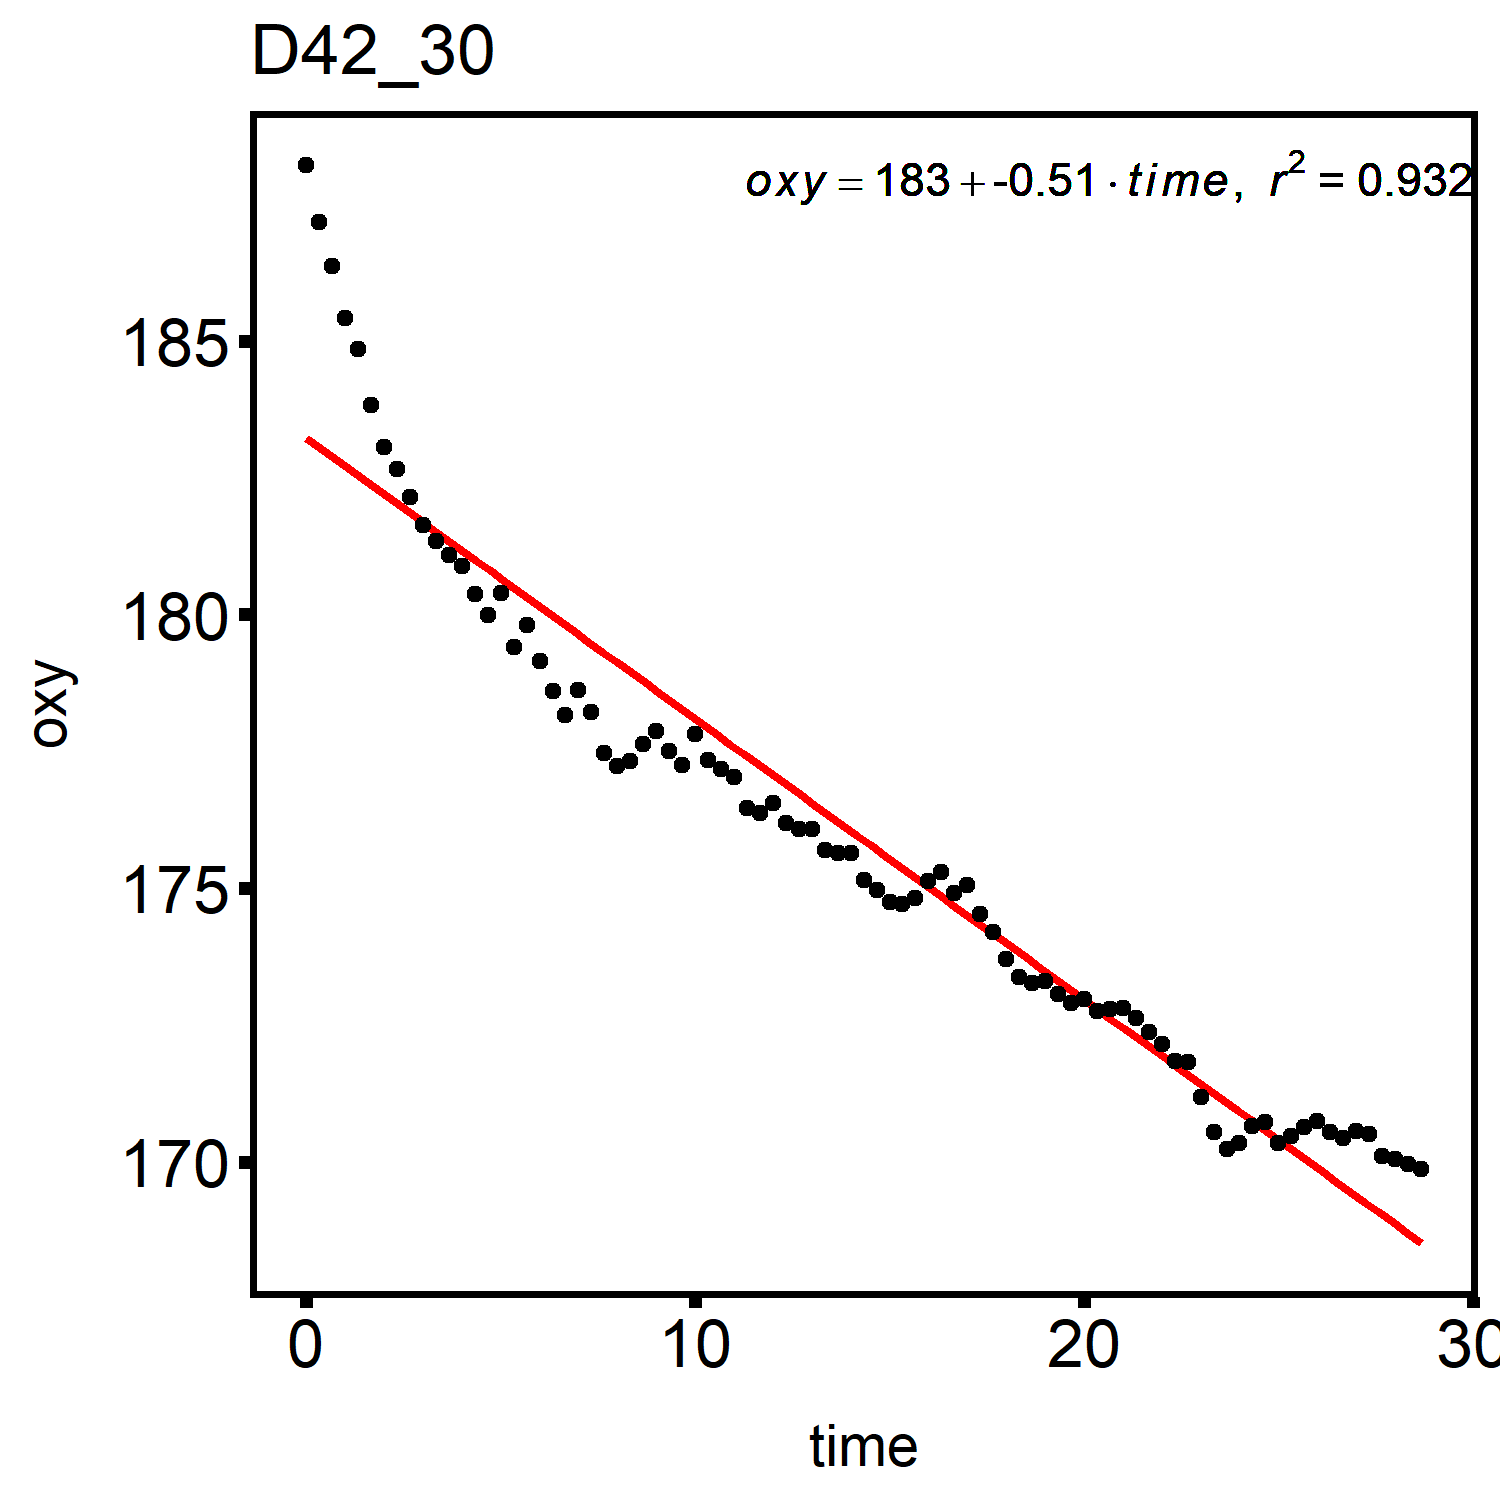 D42_30
oxy = 183 + -0.51 · time, r² = 0.932
185
180
175
170
oxy
0 10 20 30
time